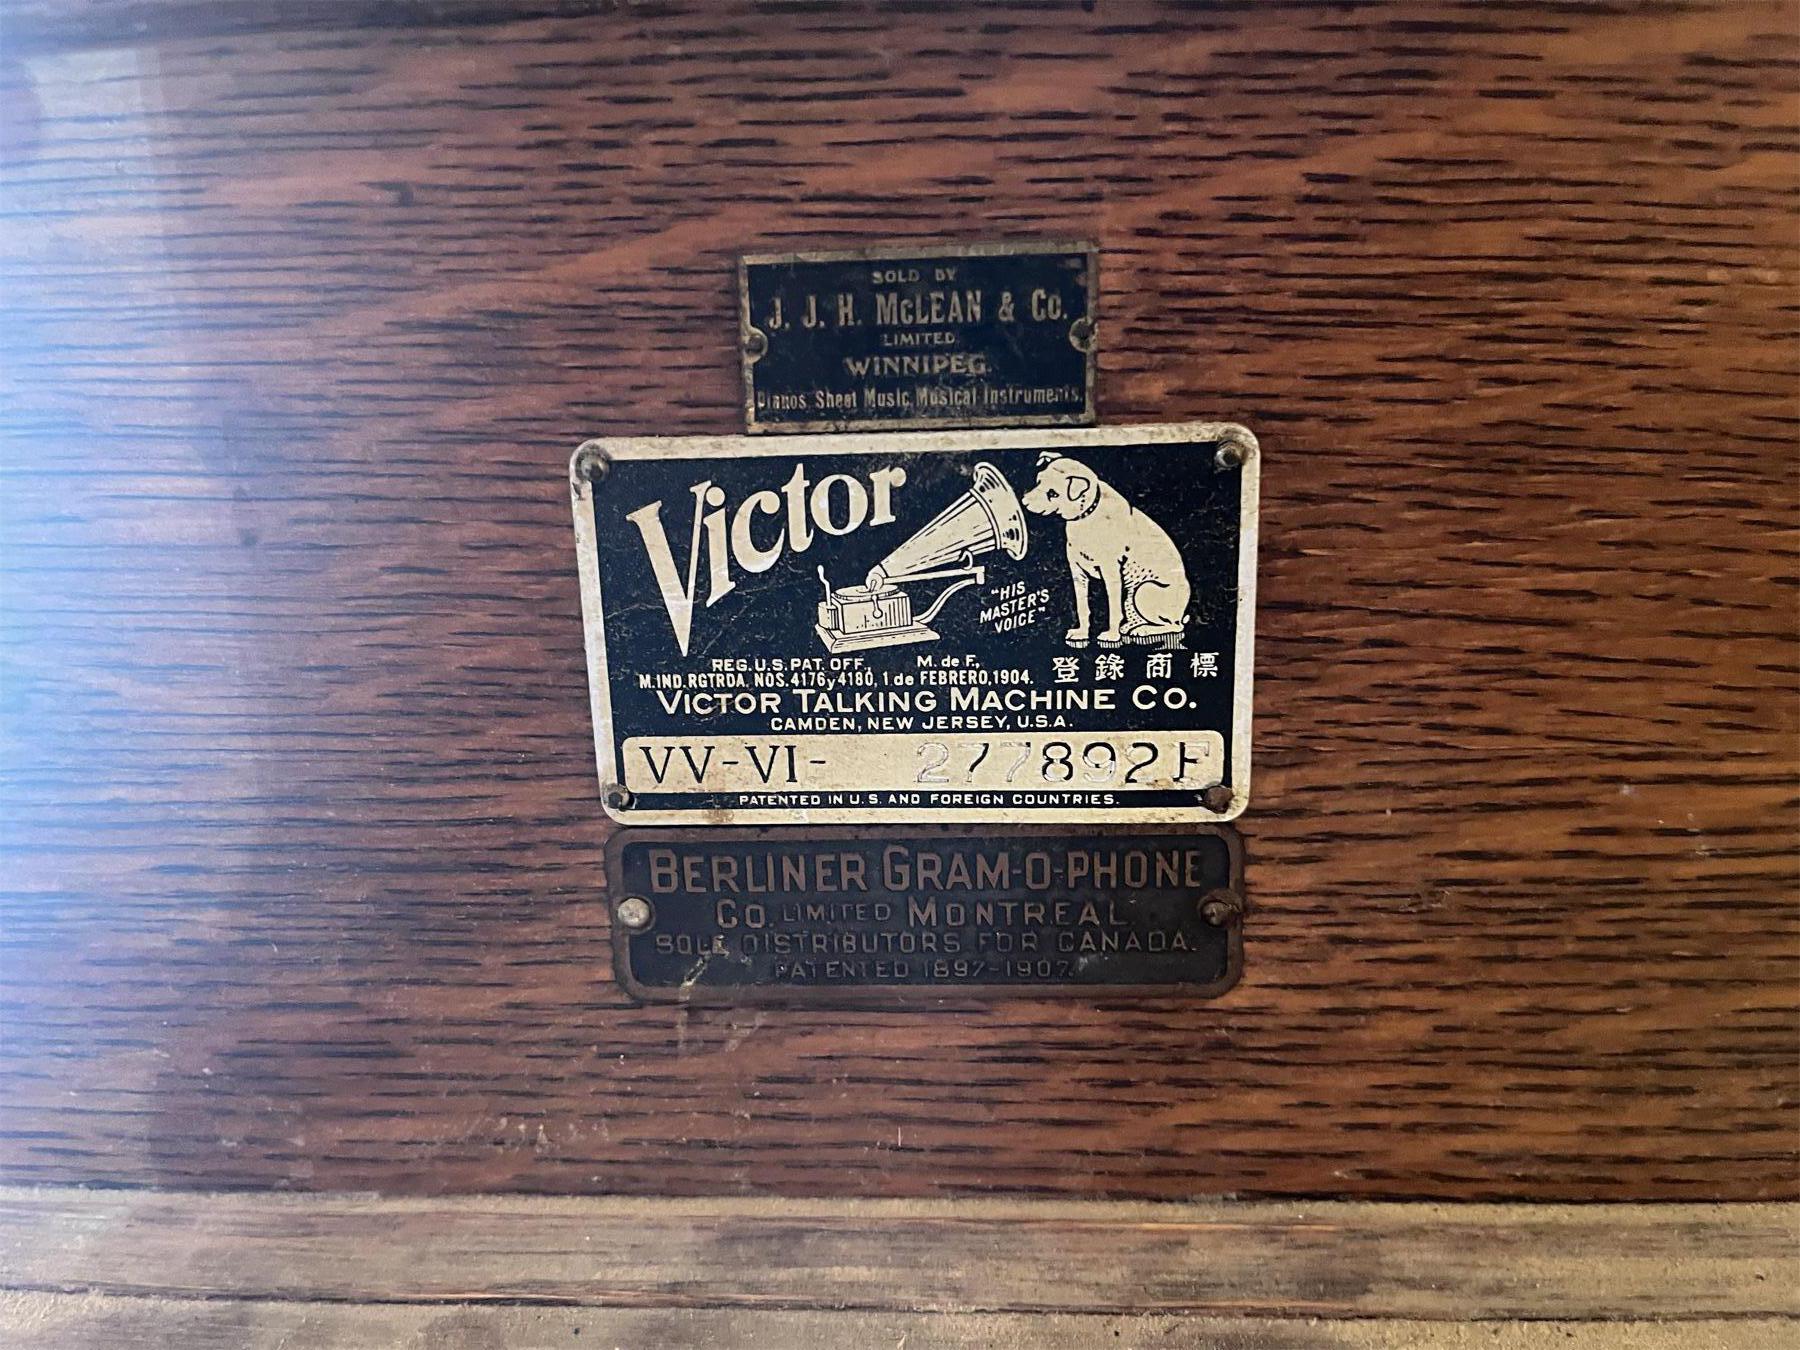 SOLD BY
J. J. H. McLEAN & Co.
LIMITED
WINNIPEG.
Pianos, Sheet Music, Musical Instruments.
Victor
"HIS
MASTER'S
VOICE"
REG. U.S. PAT. OFF., M. de F.,
M.IND. RGTRDA. NOS. 4176 y 4180, 1 de FEBRERO, 1904. 登錄商標
VICTOR TALKING MACHINE CO.
CAMDEN, NEW JERSEY, U.S.A.
VV-VI- 277892F
PATENTED IN U.S. AND FOREIGN COUNTRIES.
BERLINER GRAM-O-PHONE
CO. LIMITED MONTREAL.
SOLE DISTRIBUTORS FOR CANADA.
PATENTED 1897-1907.